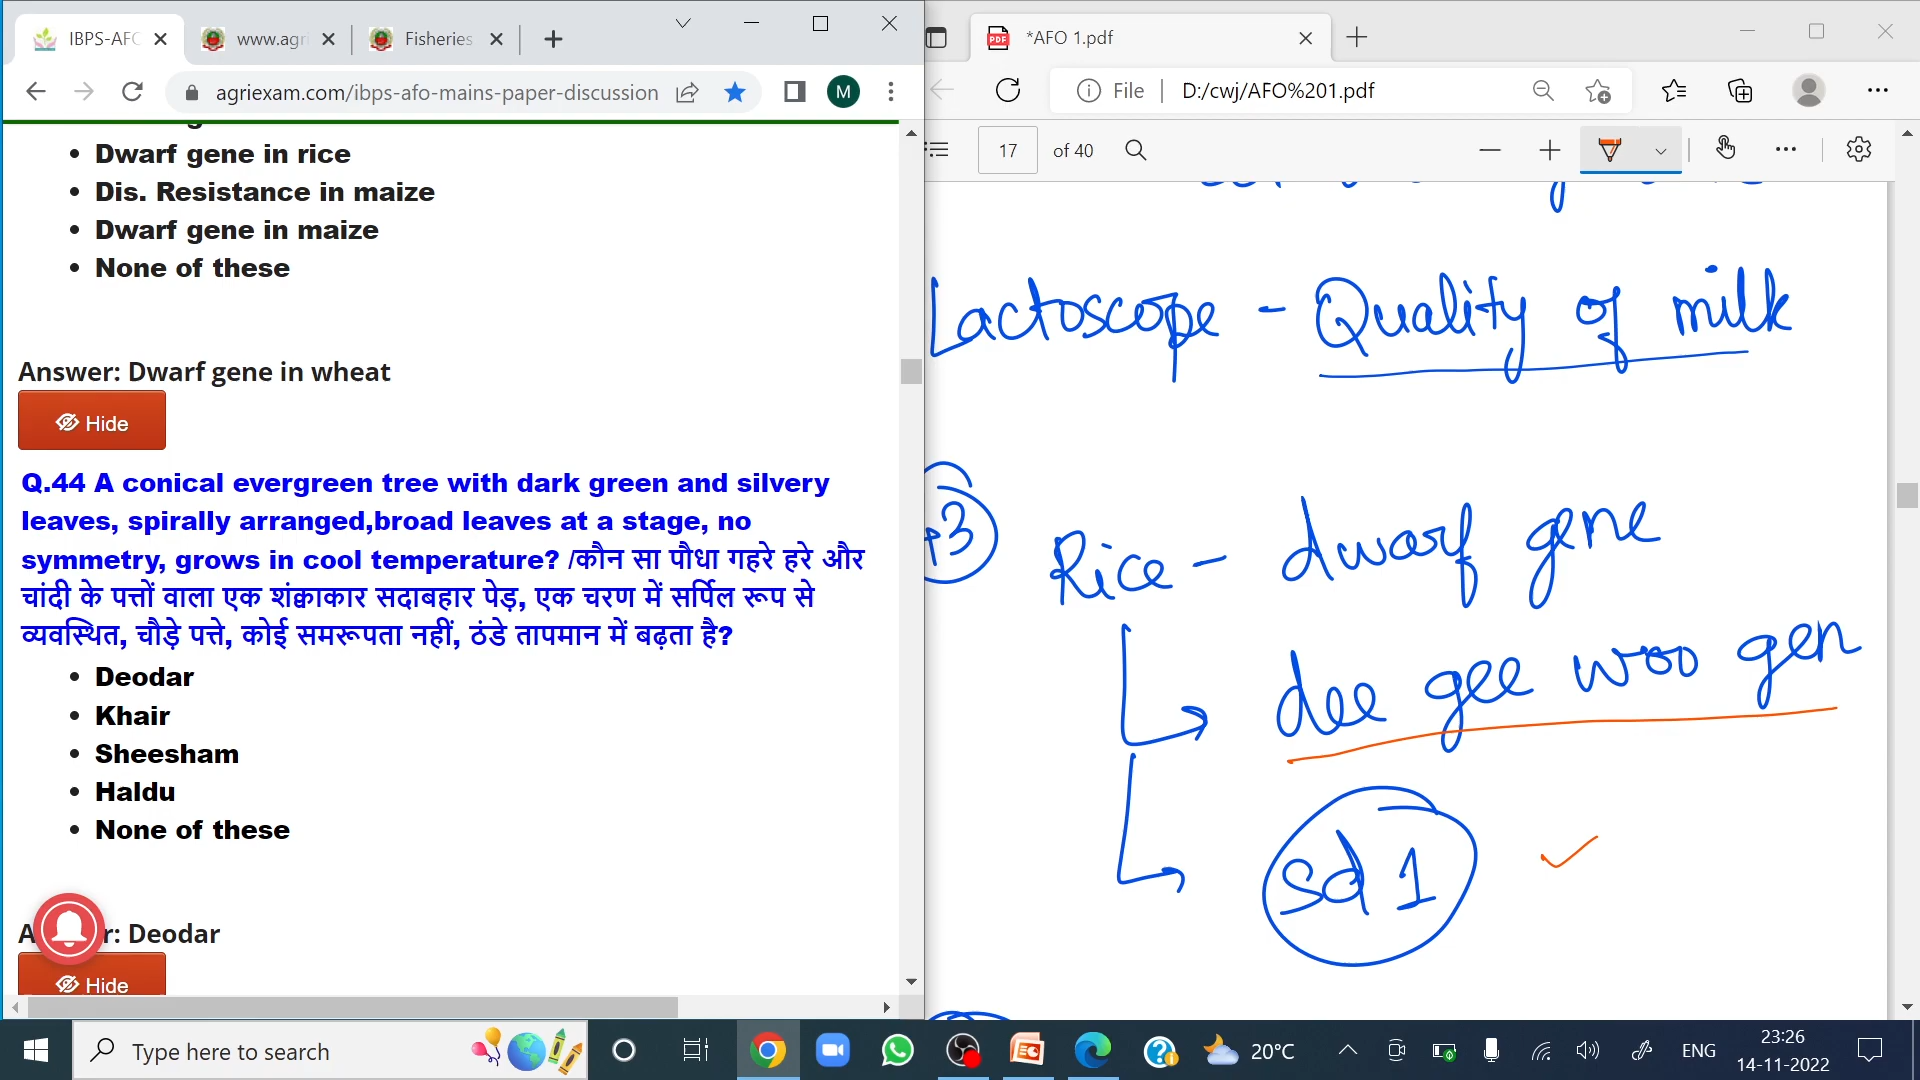 IBPS-AFC
www.agri
Fisheries
agriexam.com/ibps-afo-mains-paper-discussion
M
Dwarf gene in rice
Dis. Resistance in maize
Dwarf gene in maize
None of these
Answer: Dwarf gene in wheat
Hide
Q.44 A conical evergreen tree with dark green and silvery
leaves, spirally arranged,broad leaves at a stage, no
symmetry, grows in cool temperature? /कौन सा पौधा गहरे हरे और
चांदी के पत्तों वाला एक शंक्वाकार सदाबहार पेड़, एक चरण में सर्पिल रूप से
व्यवस्थित, चौड़े पत्ते, कोई समरूपता नहीं, ठंडे तापमान में बढ़ता है?
Deodar
Khair
Sheesham
Haldu
None of these
r: Deodar
Hide
*AFO 1.pdf
PDF
File D:/cwj/AFO%201.pdf
17 of 40
Lactoscope - Quality of milk
Rice - dwarf gene
dee gee woo gen
sd 1
Type here to search
20°C
ENG
23:26
14-11-2022